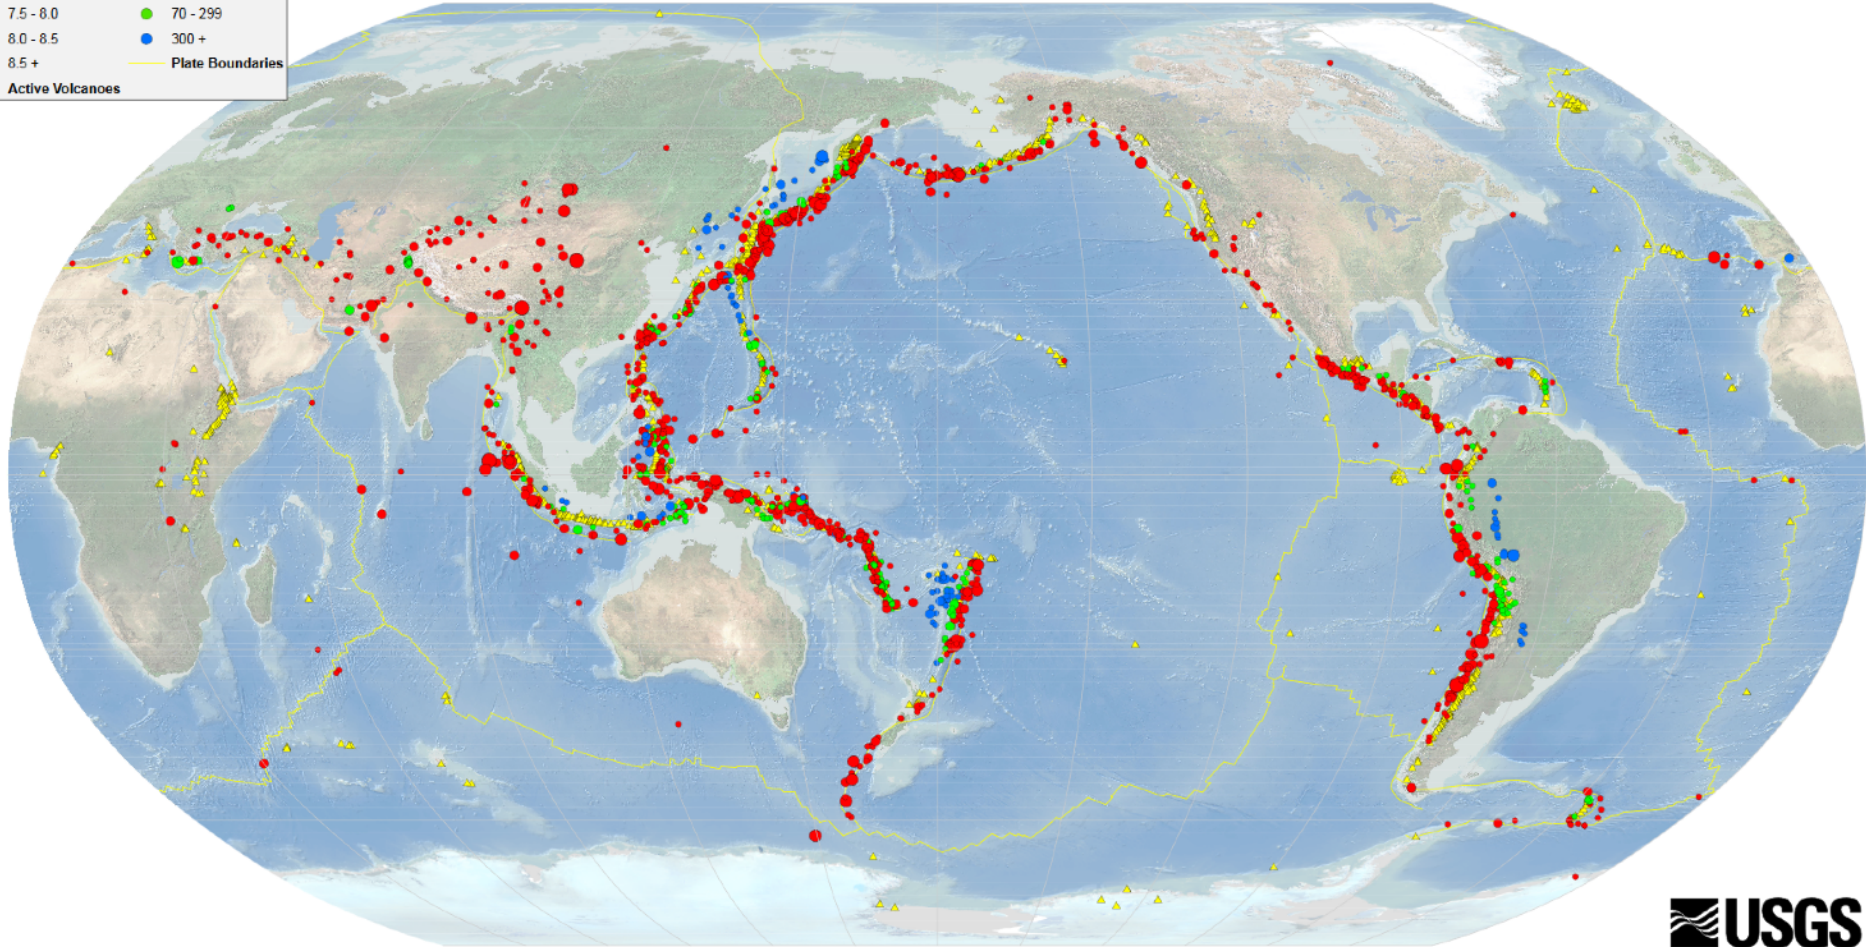 7.5 - 8.0 70 - 299
8.0 - 8.5 300 +
8.5 + Plate Boundaries
Active Volcanoes
USGS